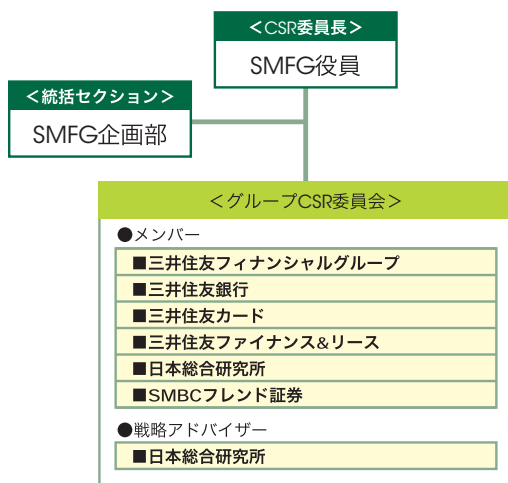 ＜CSR委員長＞
SMFG役員
＜統括セクション＞
SMFG企画部
＜グループCSR委員会＞
●メンバー
■三井住友フィナンシャルグループ
■三井住友銀行
■三井住友カード
■三井住友ファイナンス&リース
■日本総合研究所
■SMBCフレンド証券
●戦略アドバイザー
■日本総合研究所